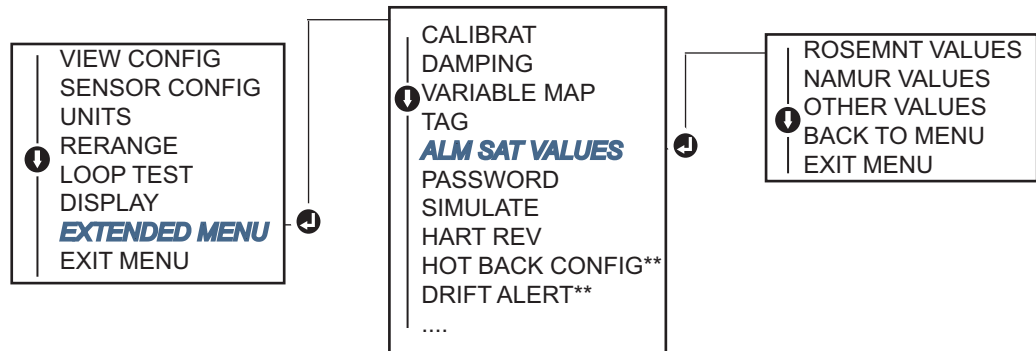 VIEW CONFIG
SENSOR CONFIG
UNITS
RERANGE
LOOP TEST
DISPLAY
EXTENDED MENU
EXIT MENU
CALIBRAT
DAMPING
VARIABLE MAP
TAG
ALM SAT VALUES
PASSWORD
SIMULATE
HART REV
HOT BACK CONFIG**
DRIFT ALERT**
....
ROSEMNT VALUES
NAMUR VALUES
OTHER VALUES
BACK TO MENU
EXIT MENU